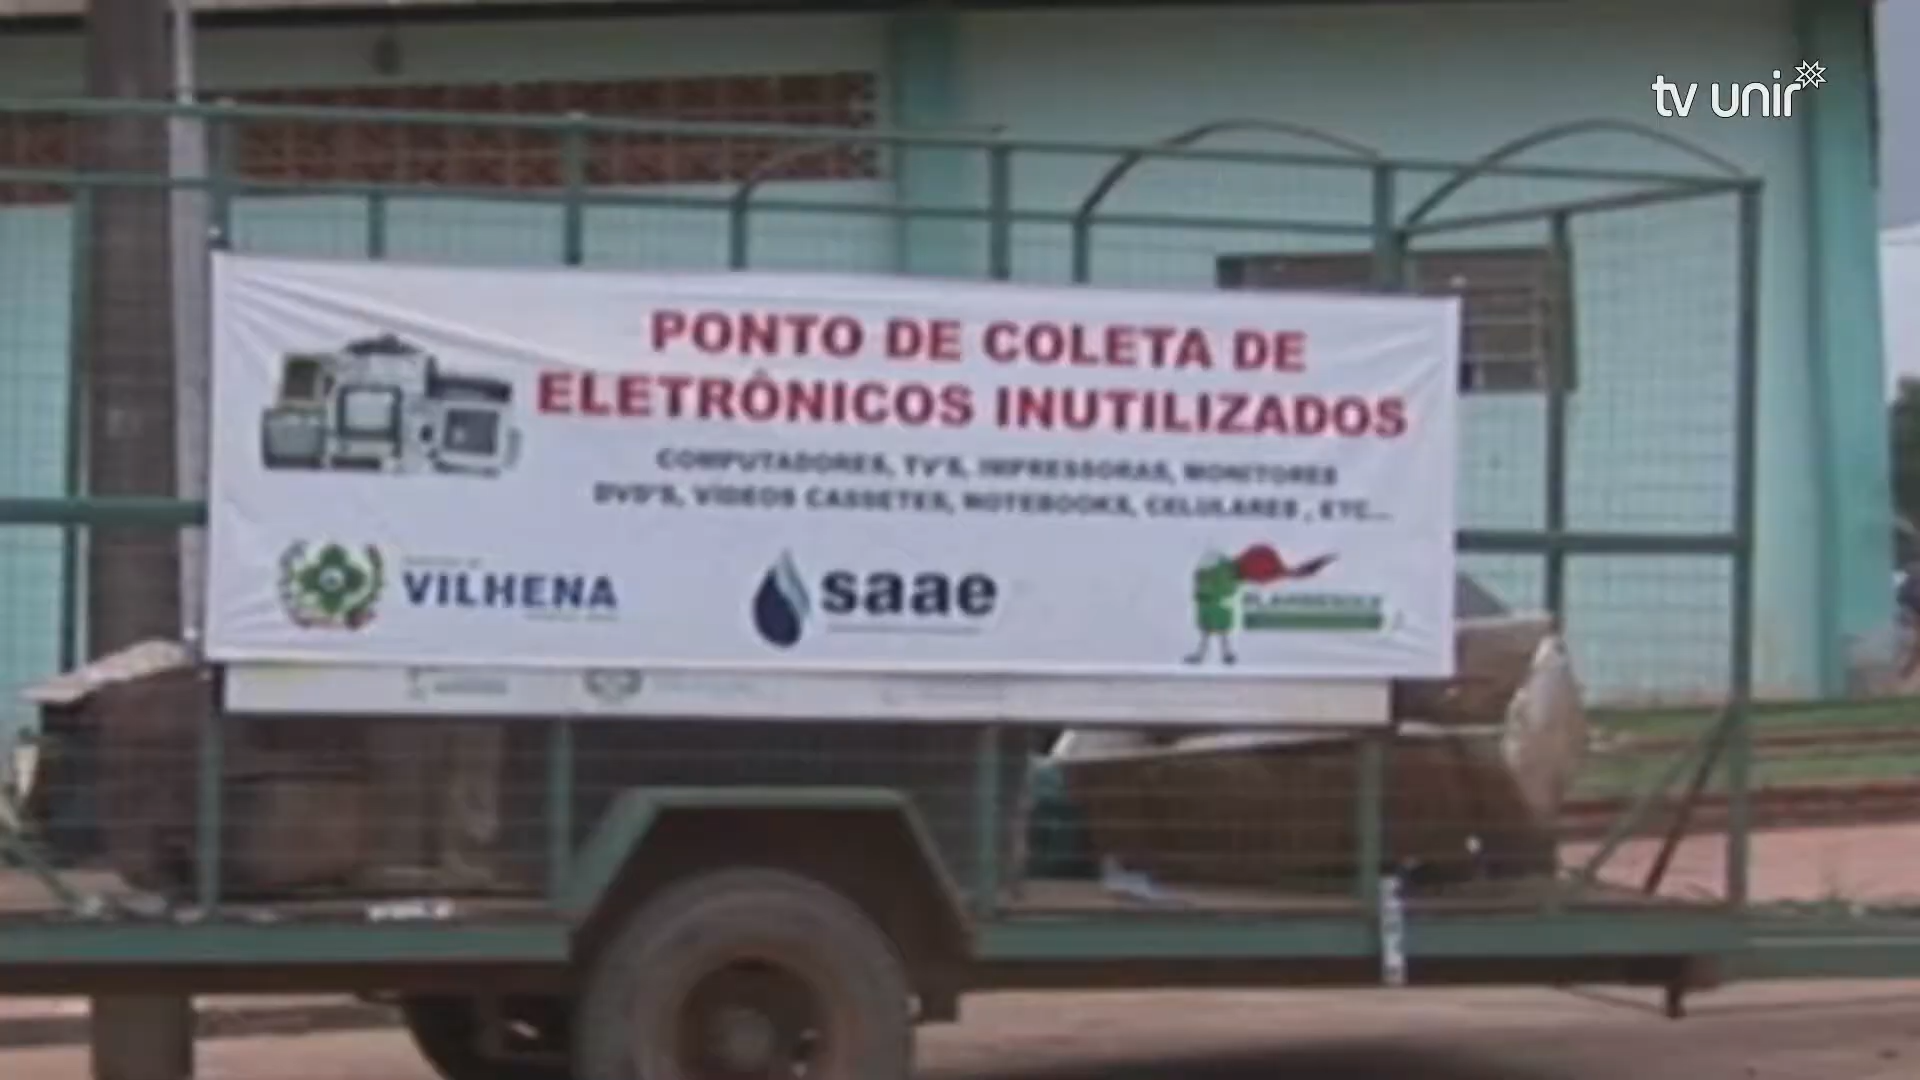 tv unir
PONTO DE COLETA DE
ELETRÔNICOS INUTILIZADOS
COMPUTADORES, TV'S, IMPRESSORAS, MONITORES
DVD'S, VÍDEOS CASSETES, NOTEBOOKS, CELULARES , ETC...
VILHENA
saae